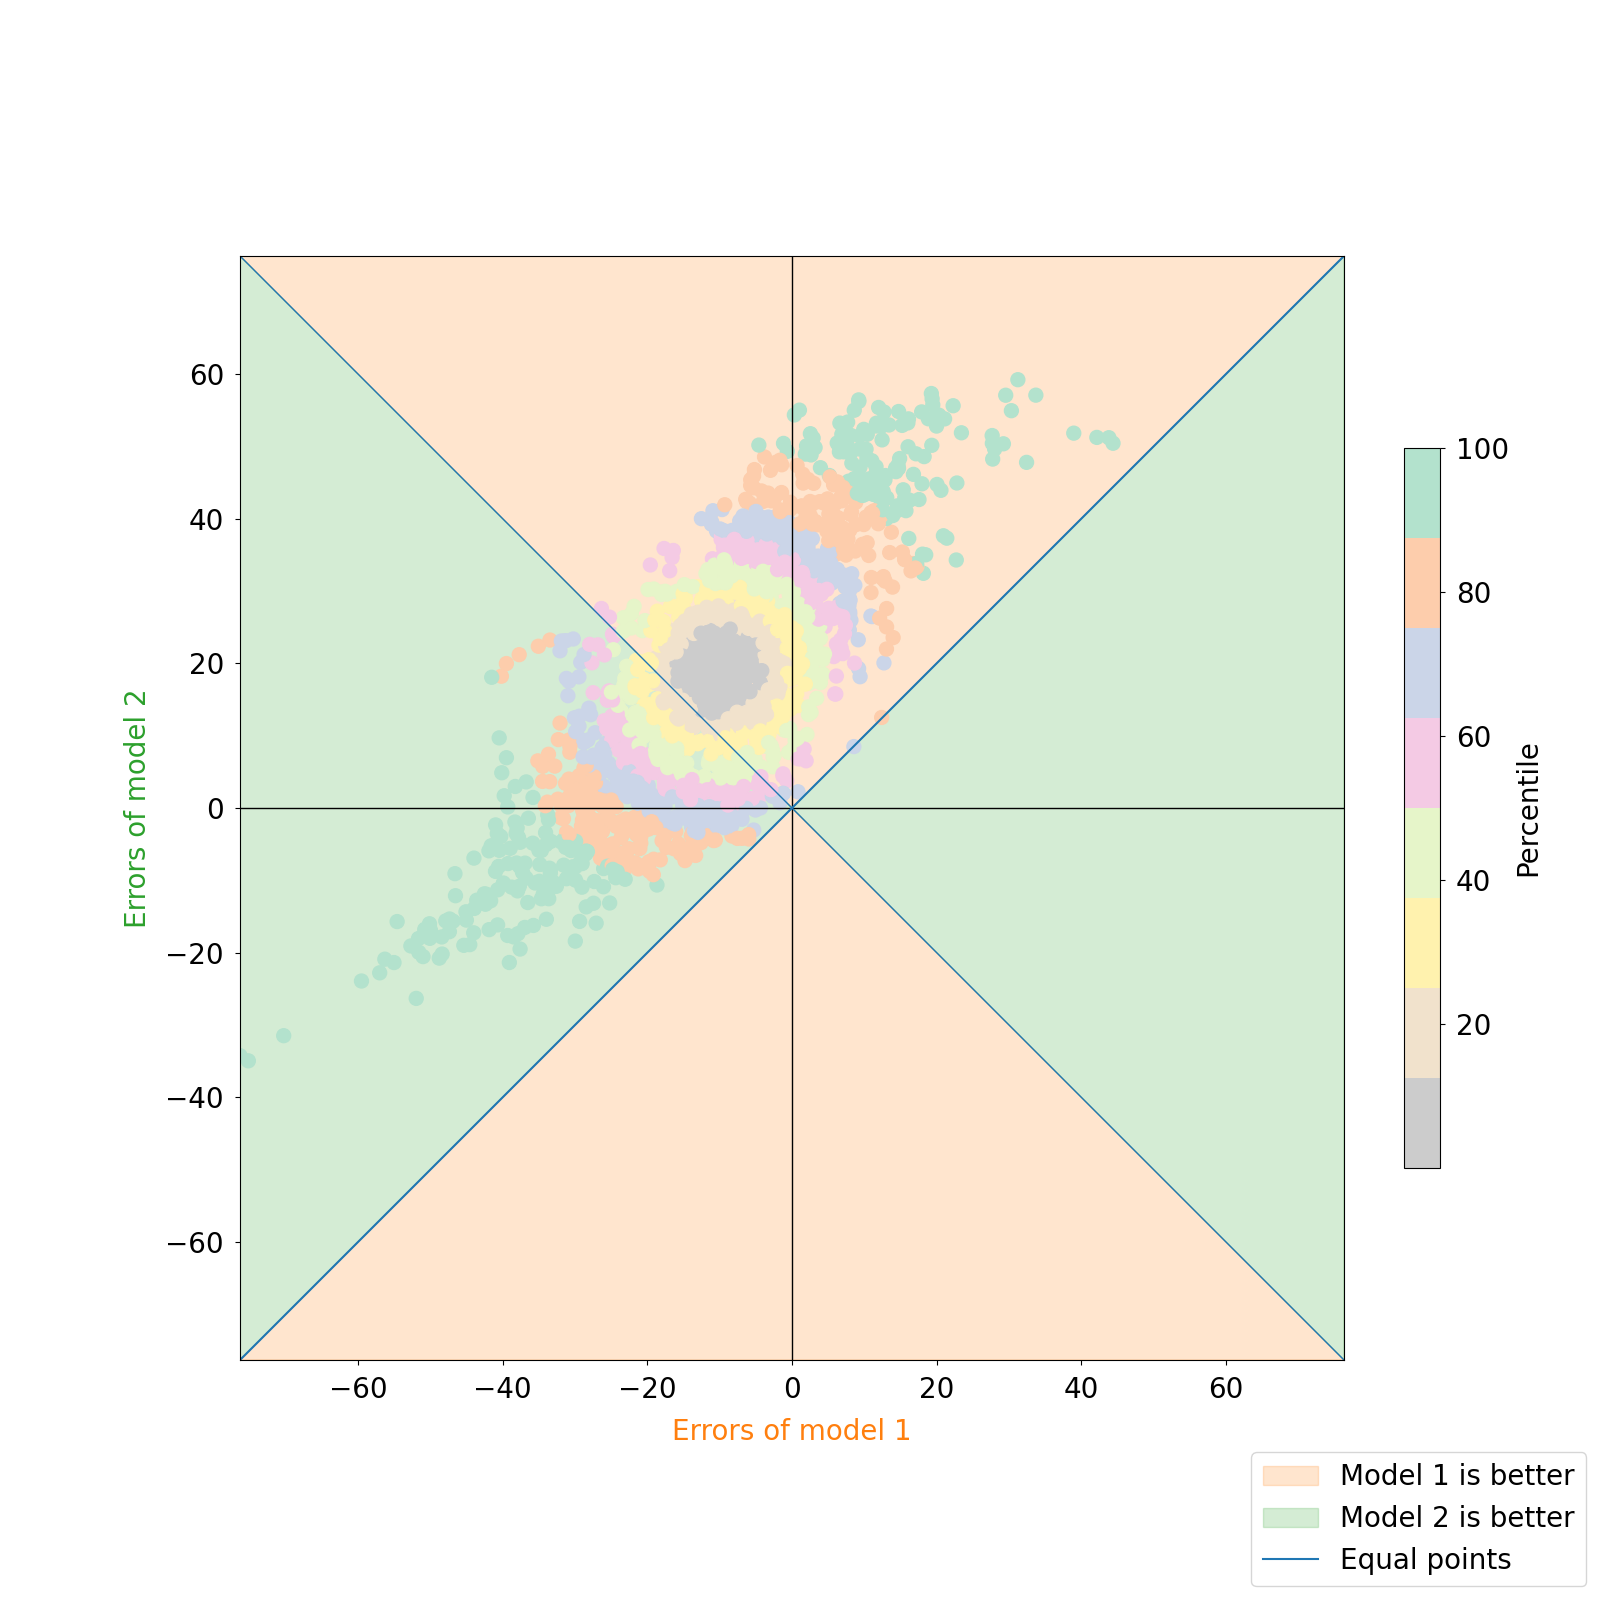 60
40
20
0
−20
−40
−60
Errors of model 2
−60 −40 −20 0 20 40 60
Errors of model 1
100
80
60
40
20
Percentile
Model 1 is better
Model 2 is better
Equal points